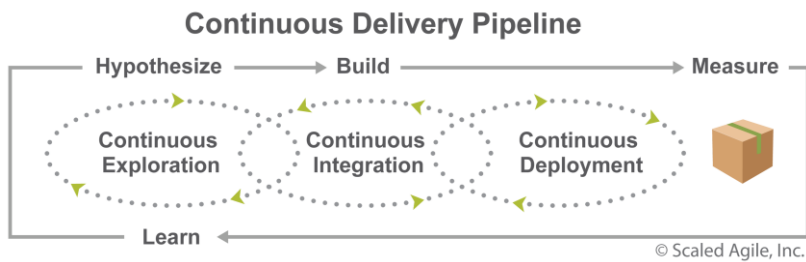 Continuous Delivery Pipeline
Hypothesize Build Measure
Continuous Exploration
Continuous Integration
Continuous Deployment
Learn
© Scaled Agile, Inc.